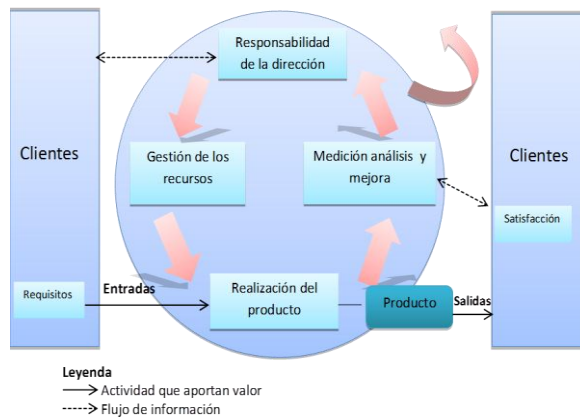 Responsabilidad
de la dirección
Clientes
Gestión de los
recursos
Medición análisis y
mejora
Clientes
Satisfacción
Requisitos
Entradas
Realización del
producto
Producto
Salidas
Leyenda
Actividad que aportan valor
Flujo de información